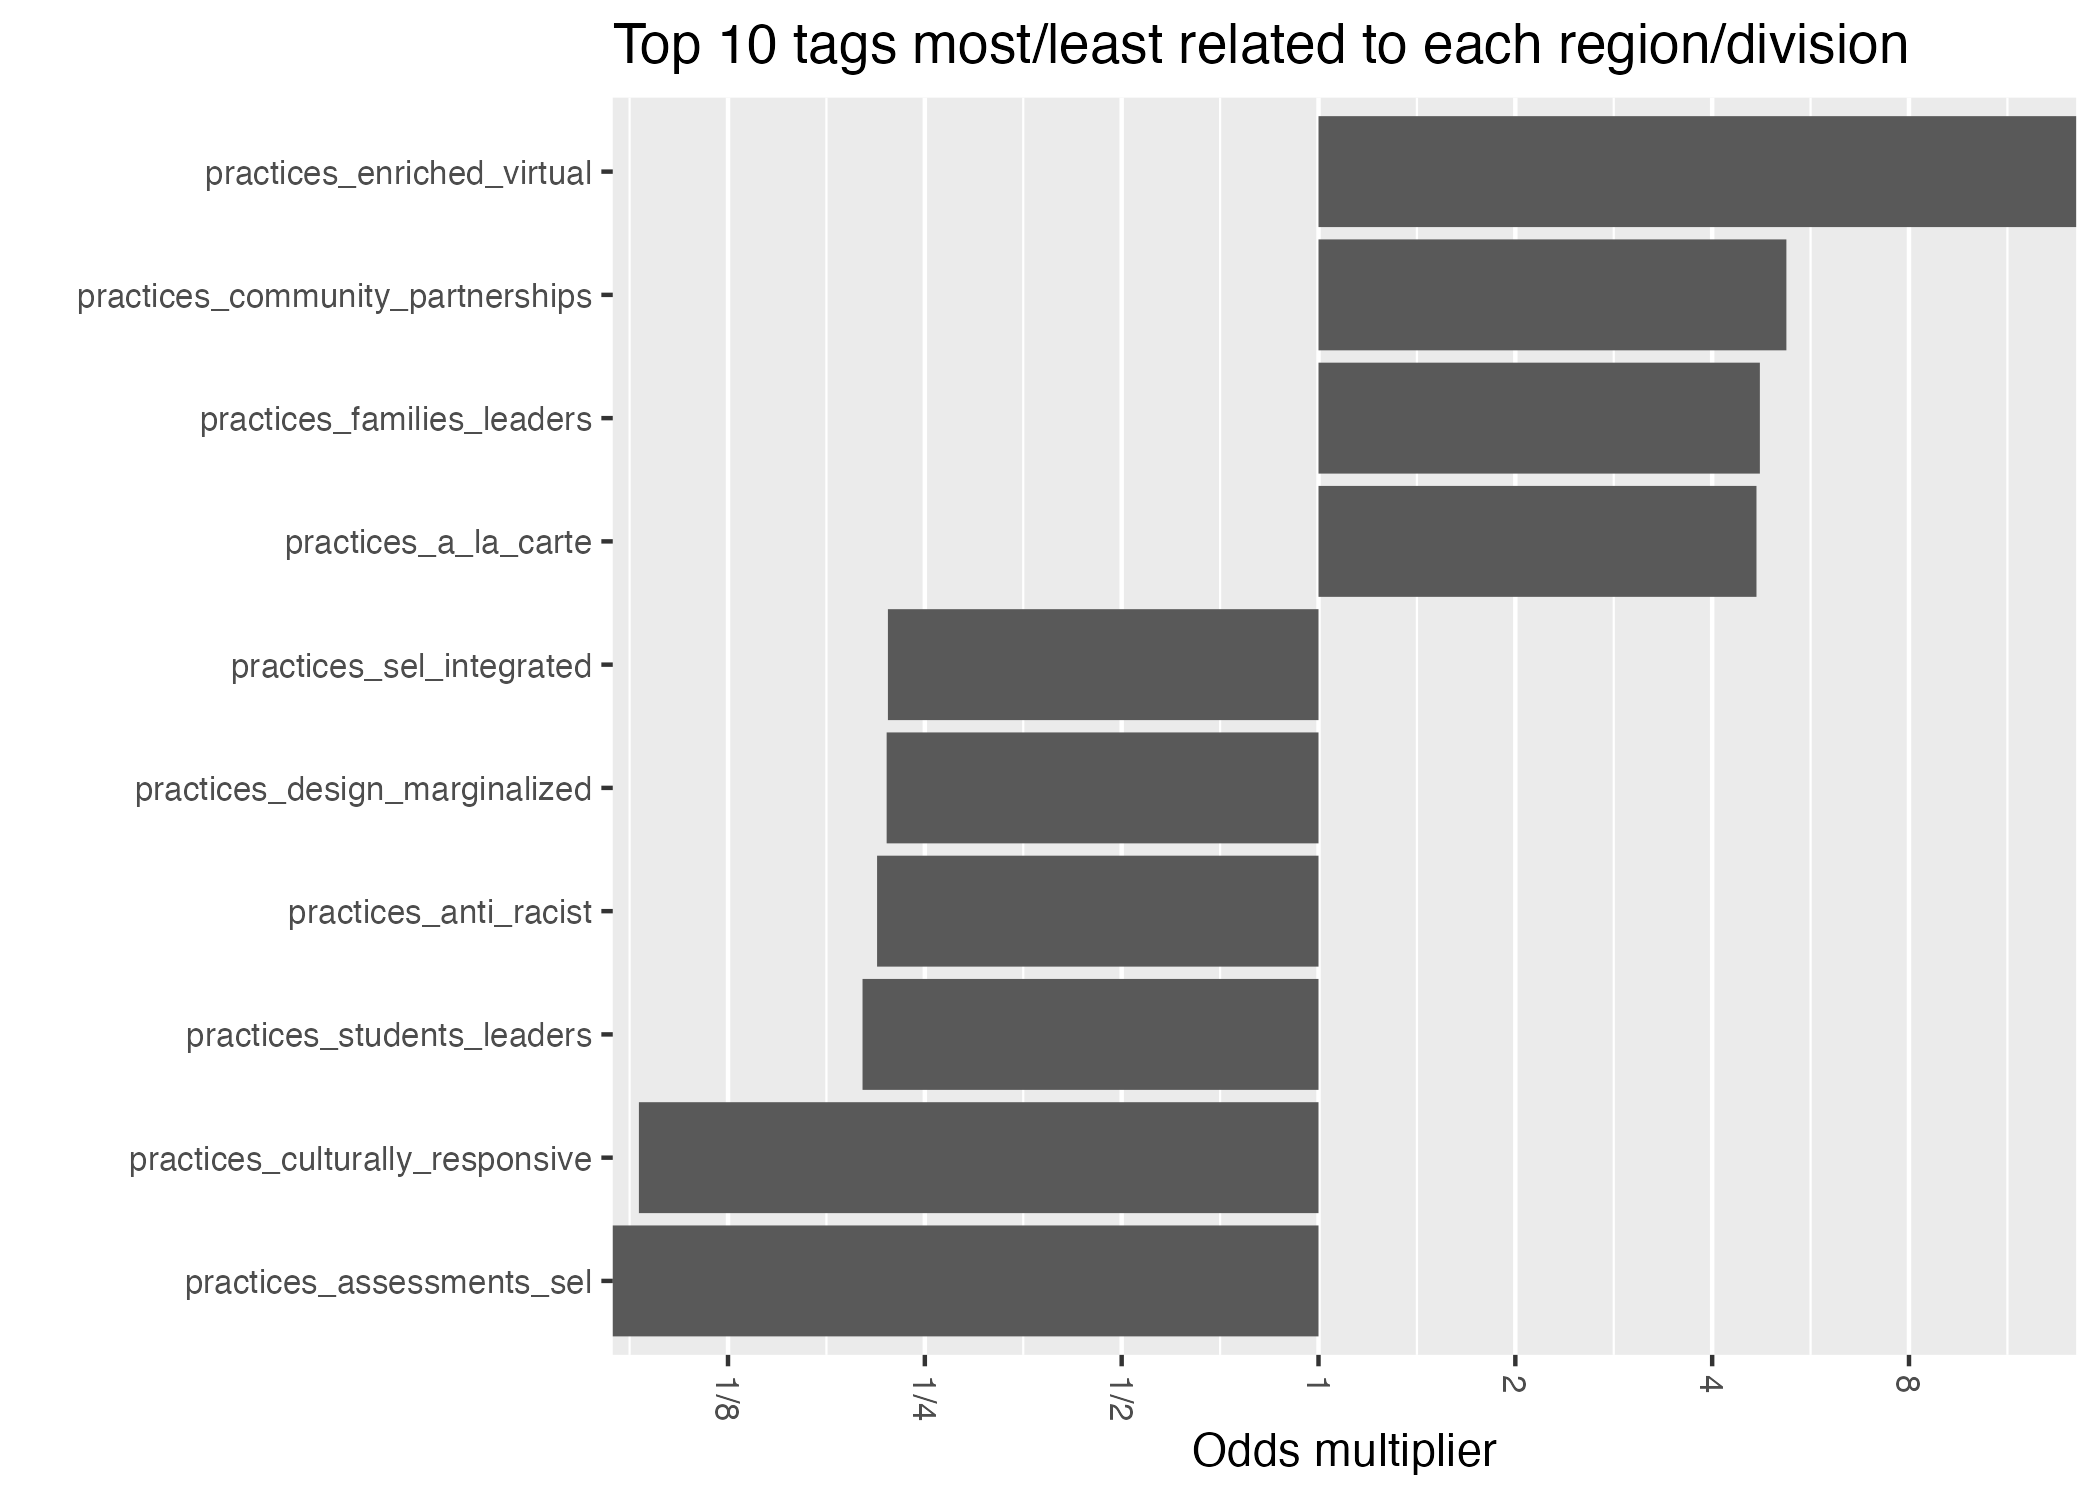 Top 10 tags most/least related to each region/division
practices_enriched_virtual
practices_community_partnerships
practices_families_leaders
practices_a_la_carte
practices_sel_integrated
practices_design_marginalized
practices_anti_racist
practices_students_leaders
practices_culturally_responsive
practices_assessments_sel
1/8 1/4 1/2 1 2 4 8
Odds multiplier